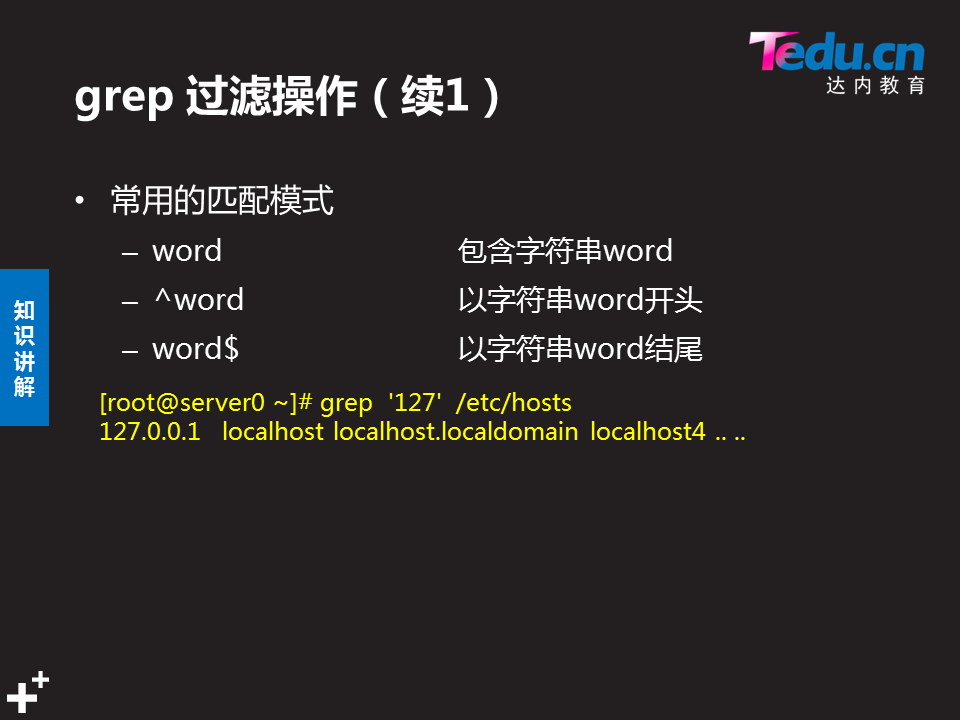 Tedu.cn
达内教育
grep 过滤操作（续1）
• 常用的匹配模式
– word 包含字符串word
– ^word 以字符串word开头
– word$ 以字符串word结尾
知识讲解
[root@server0 ~]# grep '127' /etc/hosts
127.0.0.1 localhost localhost.localdomain localhost4 .. ..